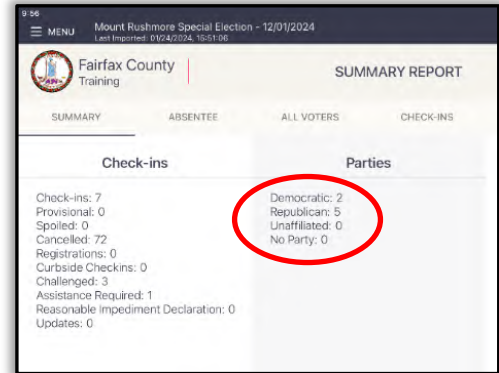 9:56
MENU
Mount Rushmore Special Election - 12/01/2024
Last Imported: 01/24/2024, 15:51:06
Fairfax County
Training
SUMMARY REPORT
SUMMARY ABSENTEE ALL VOTERS CHECK-INS
Check-ins
Check-ins: 7
Provisional: 0
Spoiled: 0
Cancelled: 72
Registrations: 0
Curbside Checkins: 0
Challenged: 3
Assistance Required: 1
Reasonable Impediment Declaration: 0
Updates: 0
Parties
Democratic: 2
Republican: 5
Unaffiliated: 0
No Party: 0